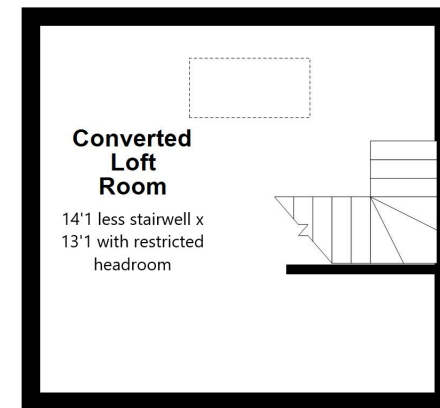 Converted
Loft
Room
14'1 less stairwell x
13'1 with restricted
headroom